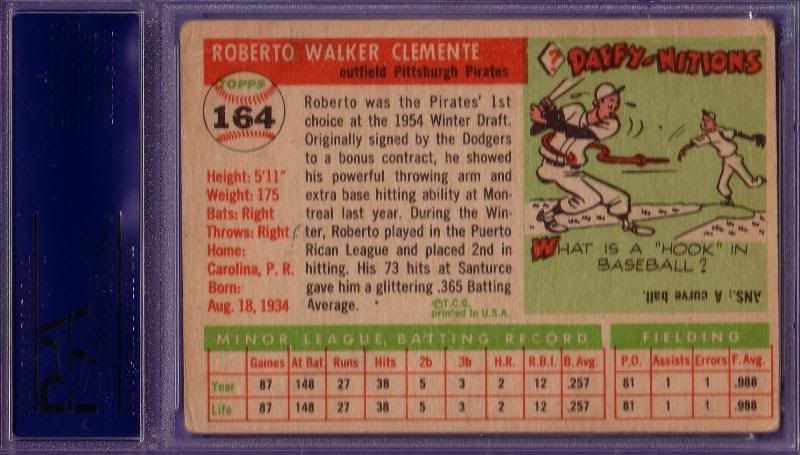 ROBERTO WALKER CLEMENTE
outfield Pittsburgh Pirates
TOPPS
164
Height: 5'11"
Weight: 175
Bats: Right
Throws: Right
Home:
Carolina, P. R.
Born:
Aug. 18, 1934
Roberto was the Pirates' 1st
choice at the 1954 Winter Draft.
Originally signed by the Dodgers
to a bonus contract, he showed
his powerful throwing arm and
extra base hitting ability at Mon-
treal last year. During the Win-
ter, Roberto played in the Puerto
Rican League and placed 2nd in
hitting. His 73 hits at Santurce
gave him a glittering .365 Batting
Average.
©T.C.G.
printed in U.S.A.
? DAFFY-NITIONS
WHAT IS A "HOOK" IN
BASEBALL?
ANS.: A curve ball.
MINOR LEAGUE BATTING RECORD
FIELDING
Games At Bat Runs Hits 2b 3b H.R. R.B.I. B. Avg. P.O. Assists Errors F. Avg.
Year 87 148 27 38 5 3 2 12 .257 81 1 1 .988
Life 87 148 27 38 5 3 2 12 .257 81 1 1 .988
PSA